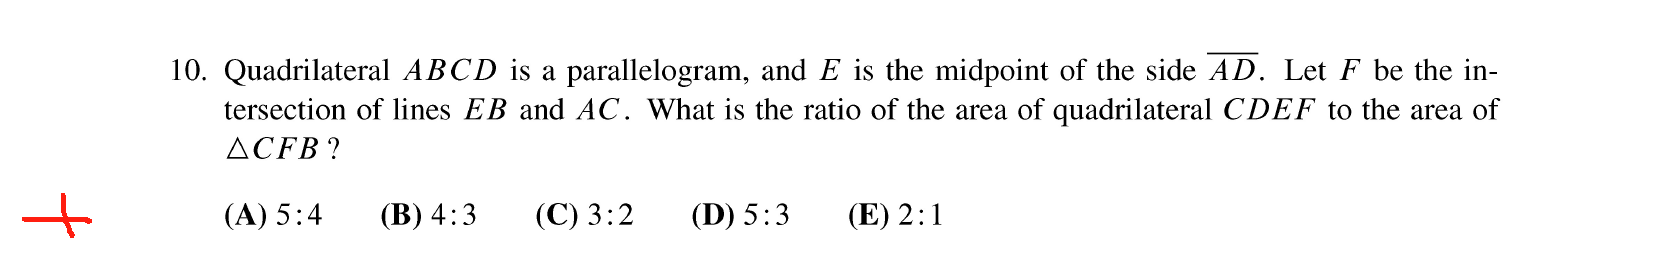 10. Quadrilateral ABCD is a parallelogram, and E is the midpoint of the side \overline{AD}. Let F be the in-
tersection of lines EB and AC. What is the ratio of the area of quadrilateral CDEF to the area of
△CFB?
(A) 5:4 (B) 4:3 (C) 3:2 (D) 5:3 (E) 2:1